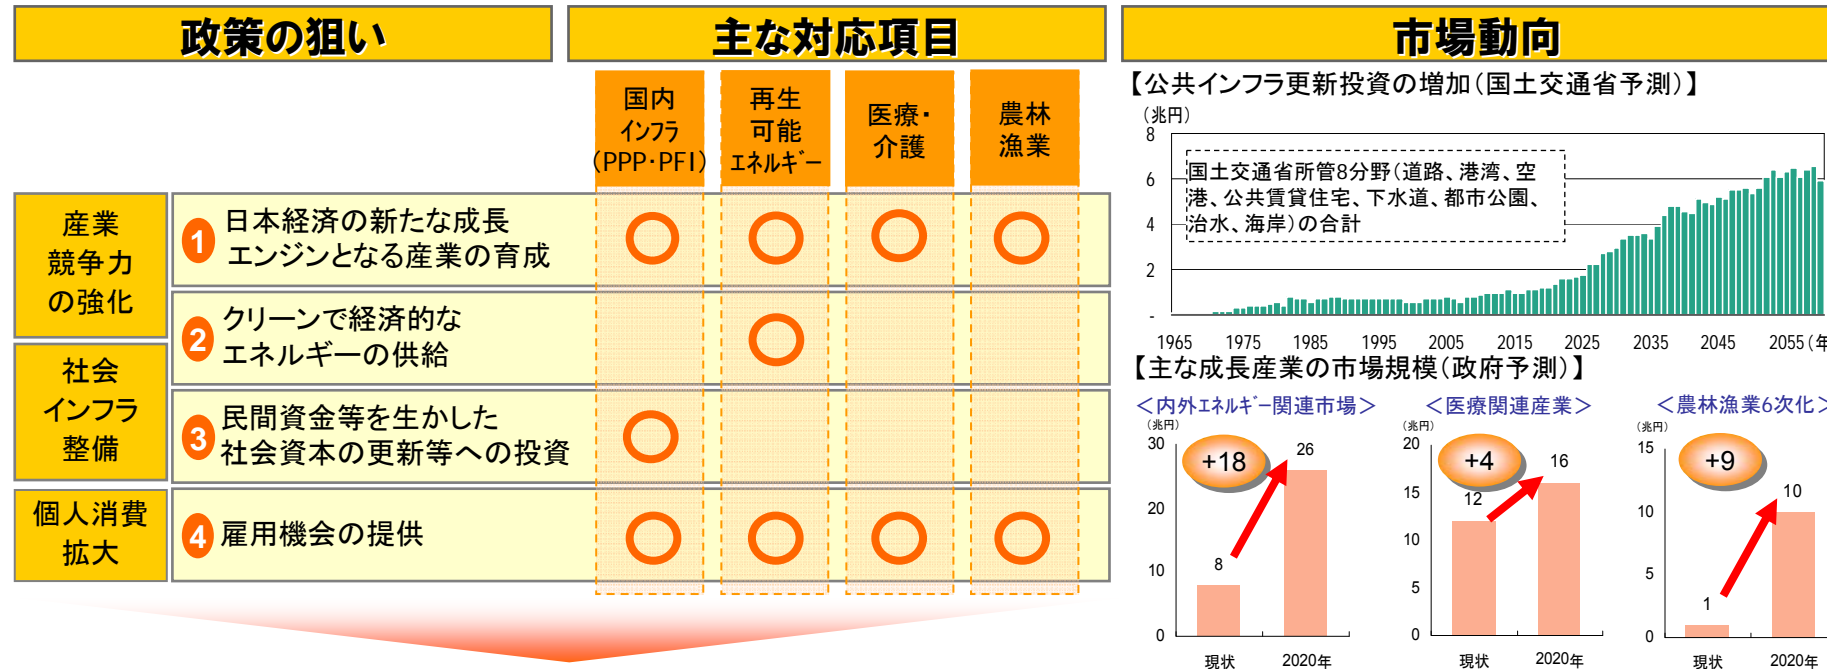 政策の狙い
主な対応項目
市場動向
国内
インフラ
(PPP・PFI)
再生
可能
エネルギー
医療・
介護
農林
漁業
産業
競争力
の強化
社会
インフラ
整備
個人消費
拡大
1 日本経済の新たな成長
エンジンとなる産業の育成
2 クリーンで経済的な
エネルギーの供給
3 民間資金等を生かした
社会資本の更新等への投資
4 雇用機会の提供
【公共インフラ更新投資の増加(国土交通省予測)】
(兆円)
8
6
4
2
-
国土交通省所管8分野(道路、港湾、空
港、公共賃貸住宅、下水道、都市公園、
治水、海岸)の合計
1965 1975 1985 1995 2005 2015 2025 2035 2045 2055(年
【主な成長産業の市場規模(政府予測)】
<内外エネルギー関連市場>
(兆円)
30
20
10
0
+18
8
26
現状 2020年
<医療関連産業>
(兆円)
20
15
10
5
0
+4
12
16
現状 2020年
<農林漁業6次化>
(兆円)
15
10
5
0
+9
1
10
現状 2020年